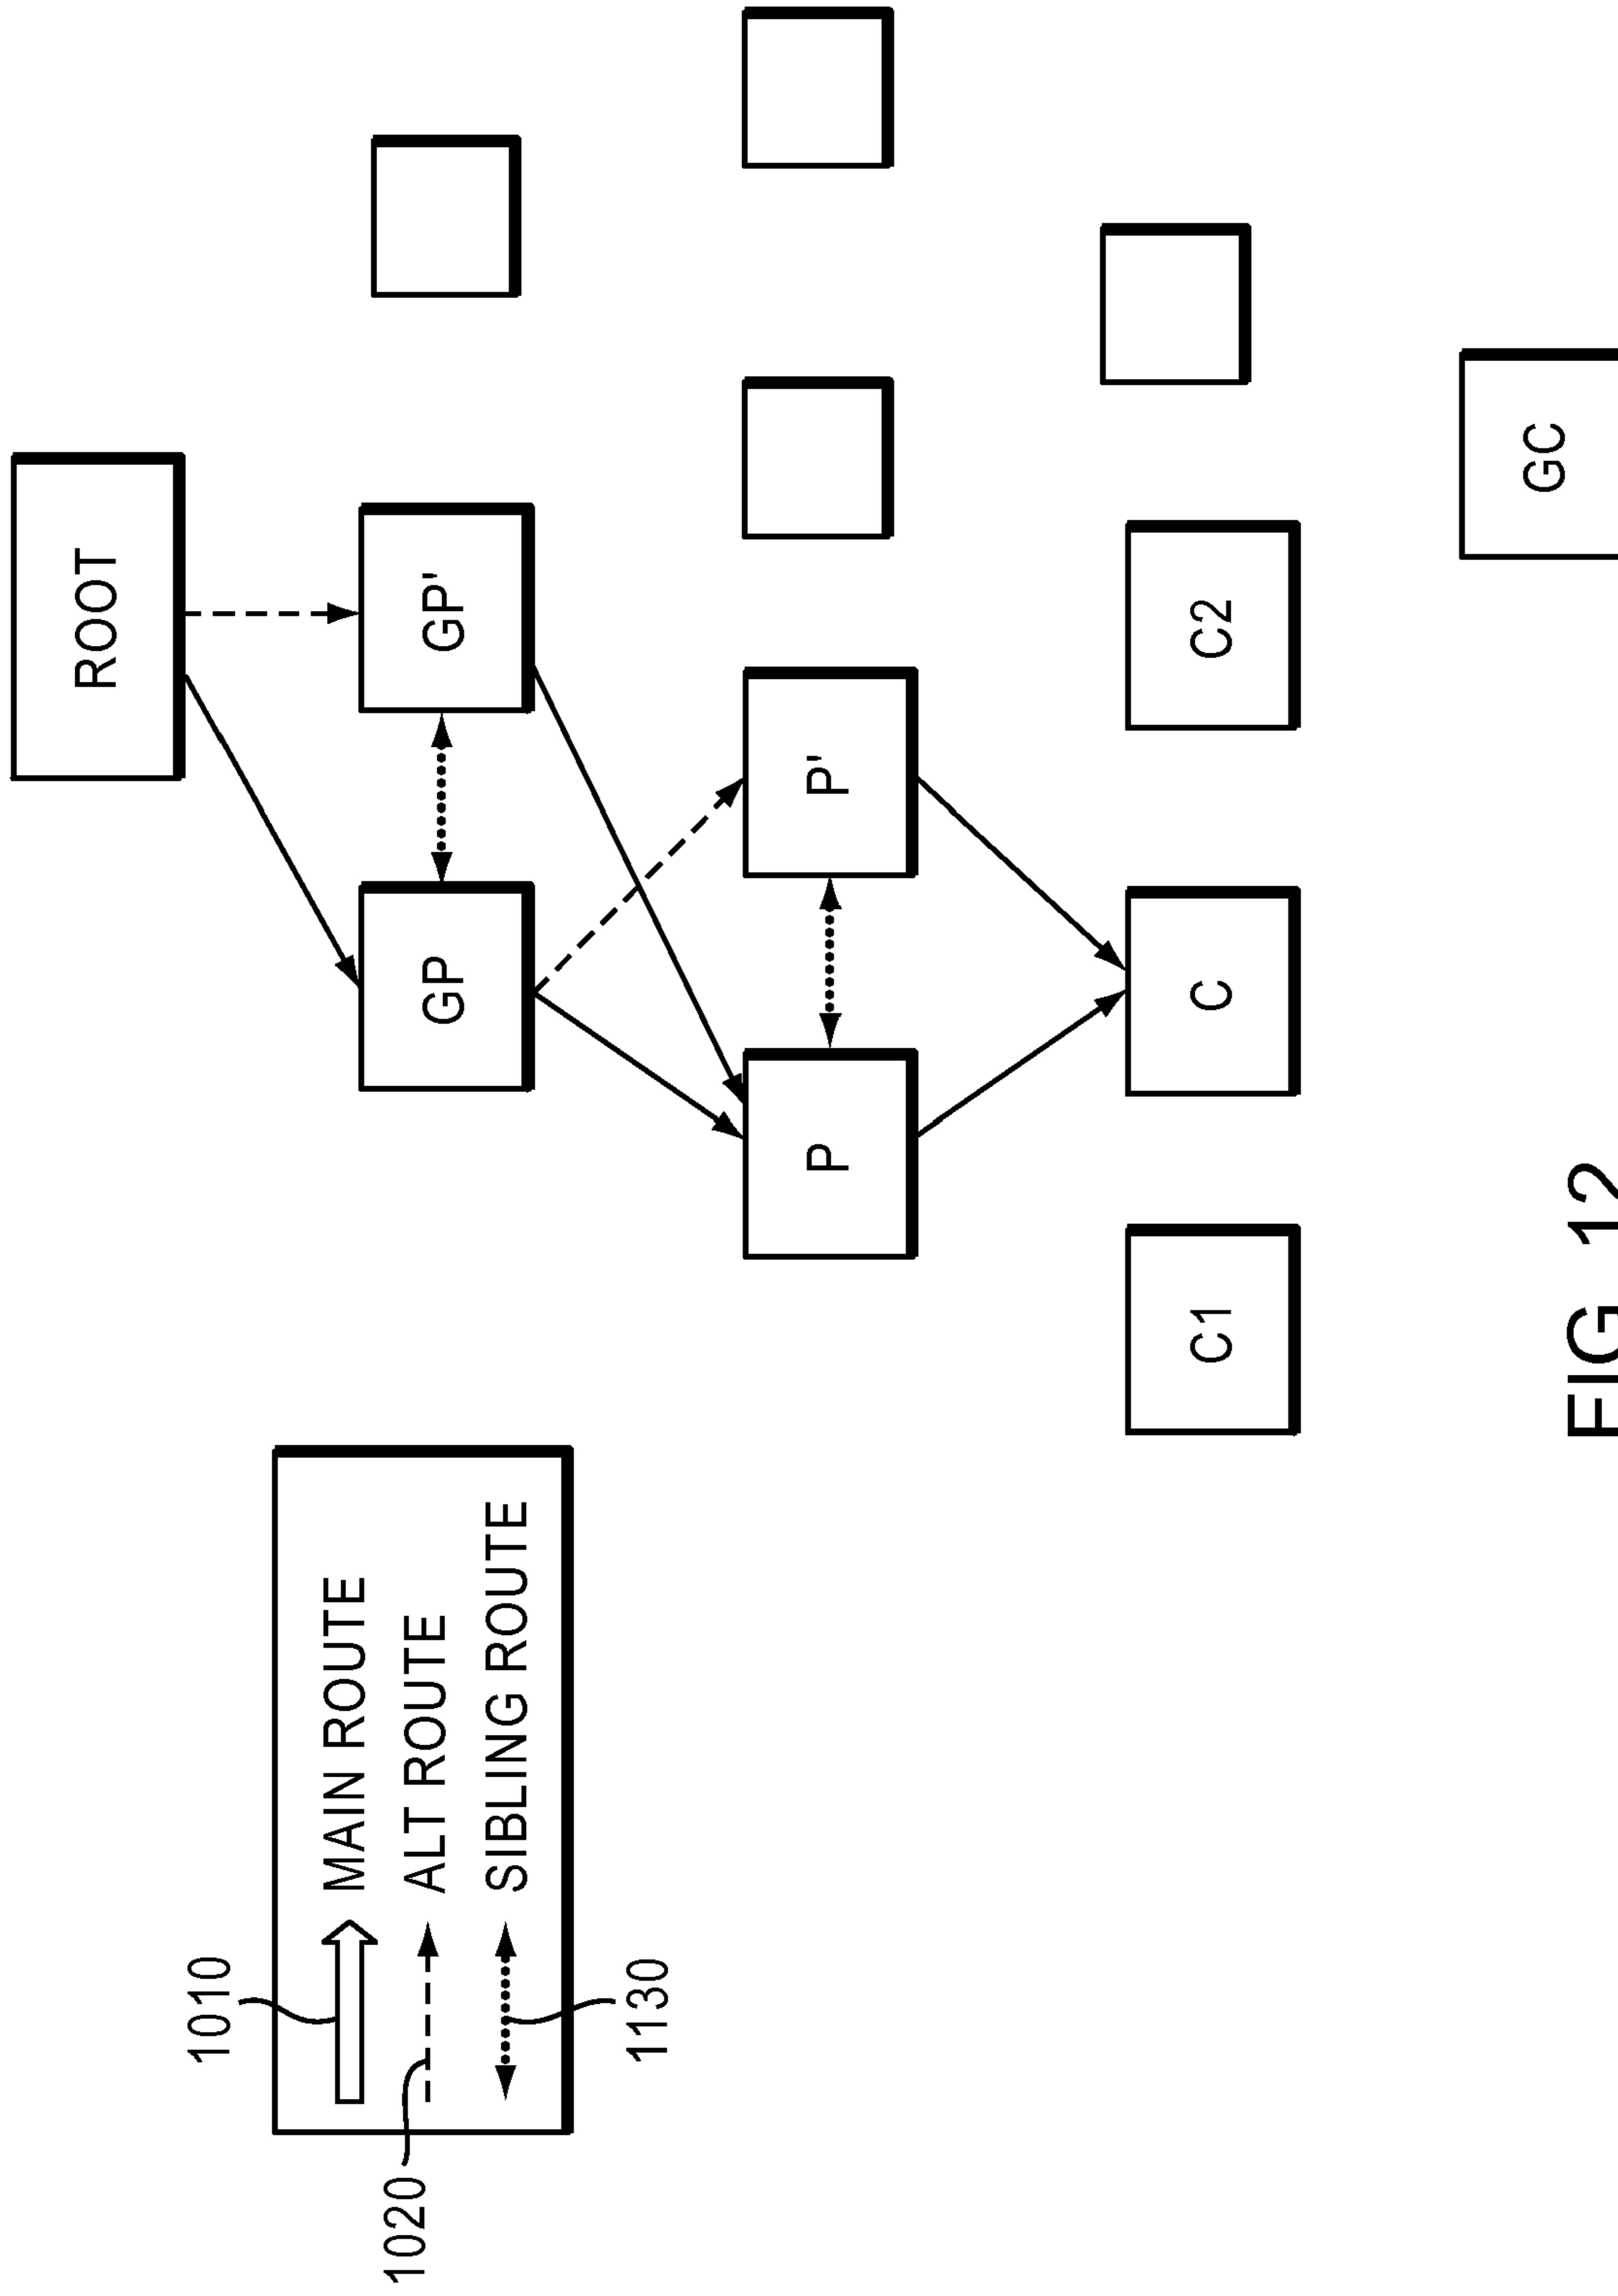 1010
1020
MAIN ROUTE
ALT ROUTE
SIBLING ROUTE
1130
ROOT
GP
GP'
P
P'
C1
C
C2
GC
FIG. 12